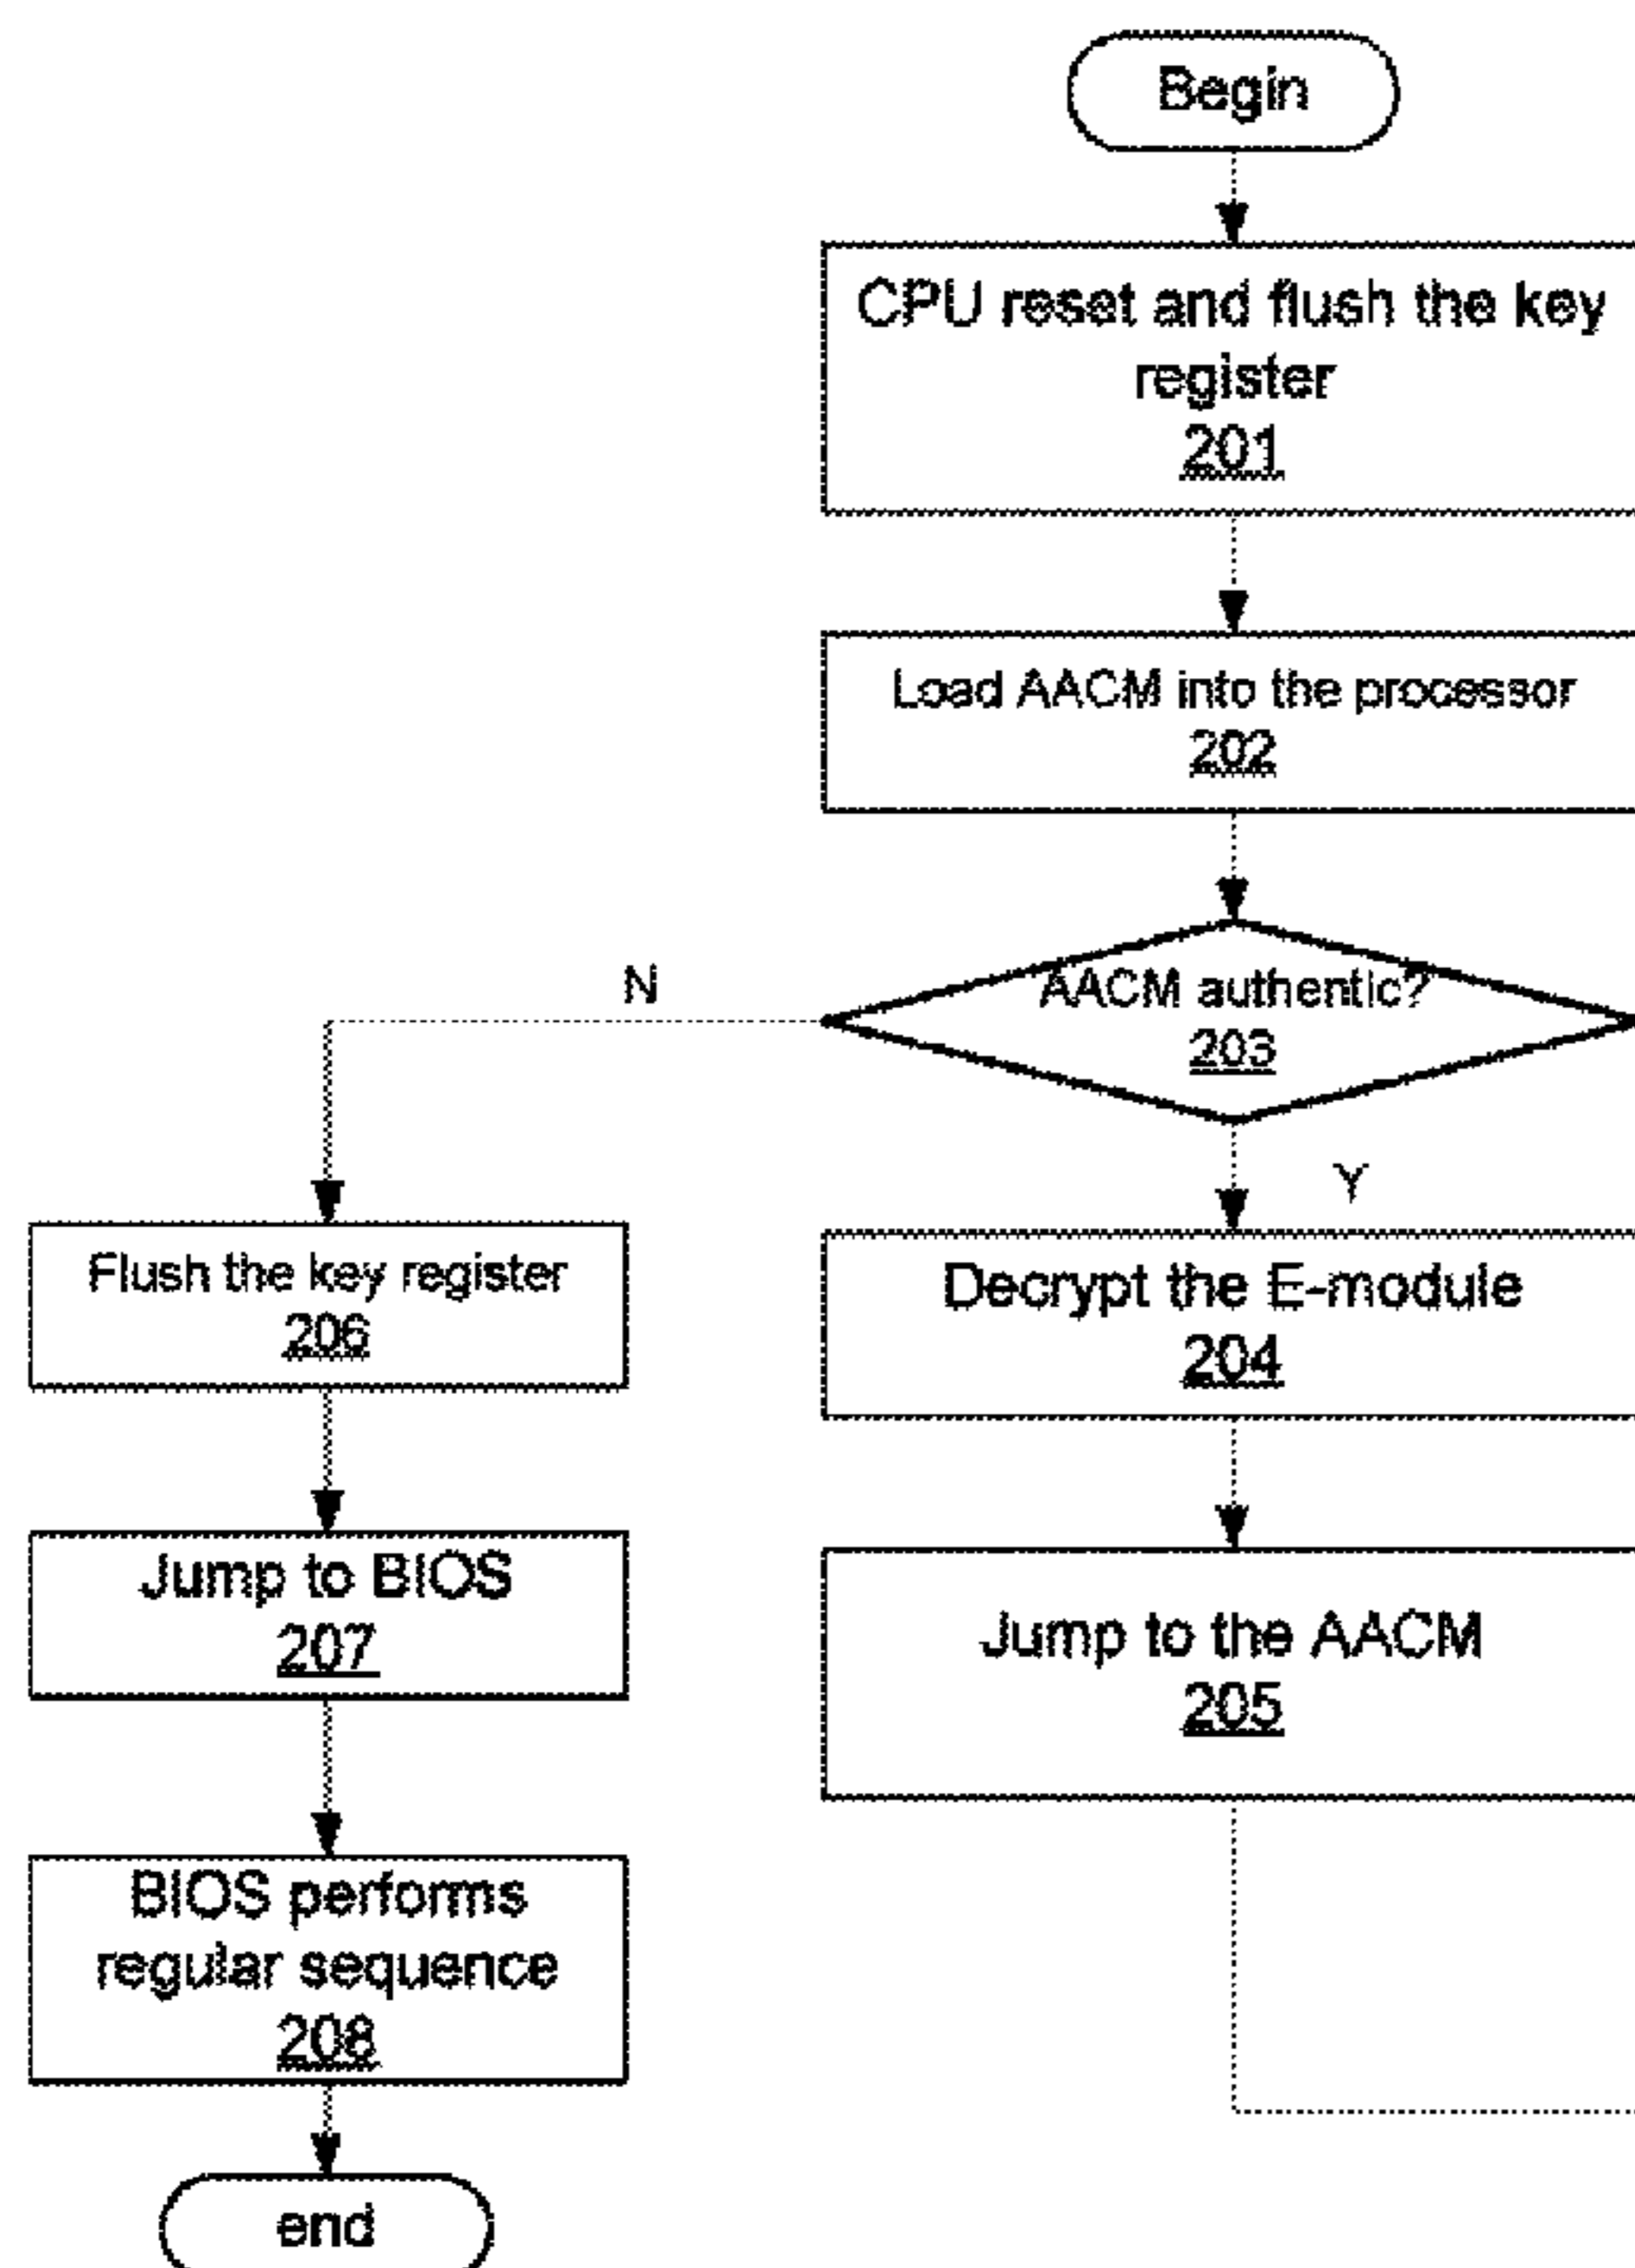 Begin
CPU reset and flush the key
register
201
Load AACM into the processor
202
AACM authentic?
203
N
Y
Flush the key register
206
Decrypt the E-module
204
Jump to BIOS
207
Jump to the AACM
205
BIOS performs
regular sequence
208
end